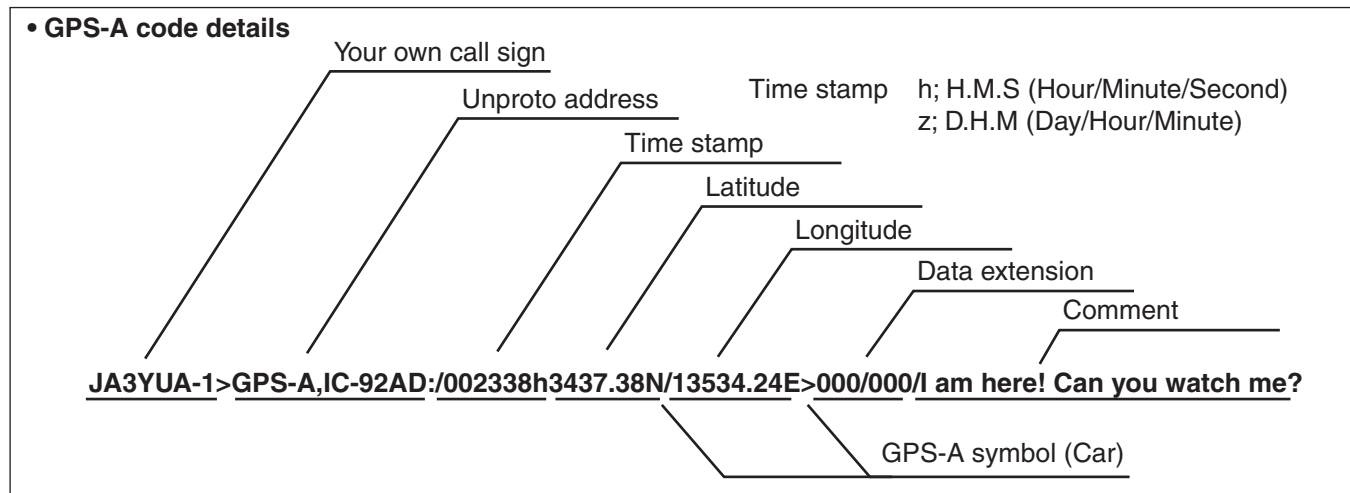 • GPS-A code details
Your own call sign
Unproto address
Time stamp h; H.M.S (Hour/Minute/Second)
z; D.H.M (Day/Hour/Minute)
Time stamp
Latitude
Longitude
Data extension
Comment
JA3YUA-1>GPS-A,IC-92AD:/002338h3437.38N/13534.24E>000/000/I am here! Can you watch me?
GPS-A symbol (Car)